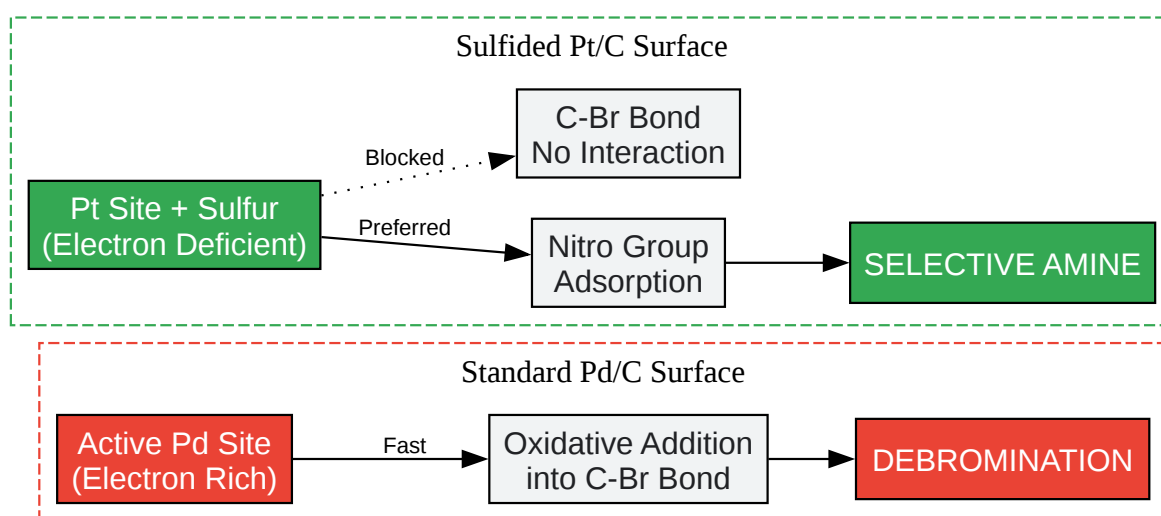 Sulfided Pt/C Surface
C-Br Bond
No Interaction
Blocked
Pt Site + Sulfur
(Electron Deficient)
Preferred
Nitro Group
Adsorption
SELECTIVE AMINE
Standard Pd/C Surface
Active Pd Site
(Electron Rich)
Fast
Oxidative Addition
into C-Br Bond
DEBROMINATION